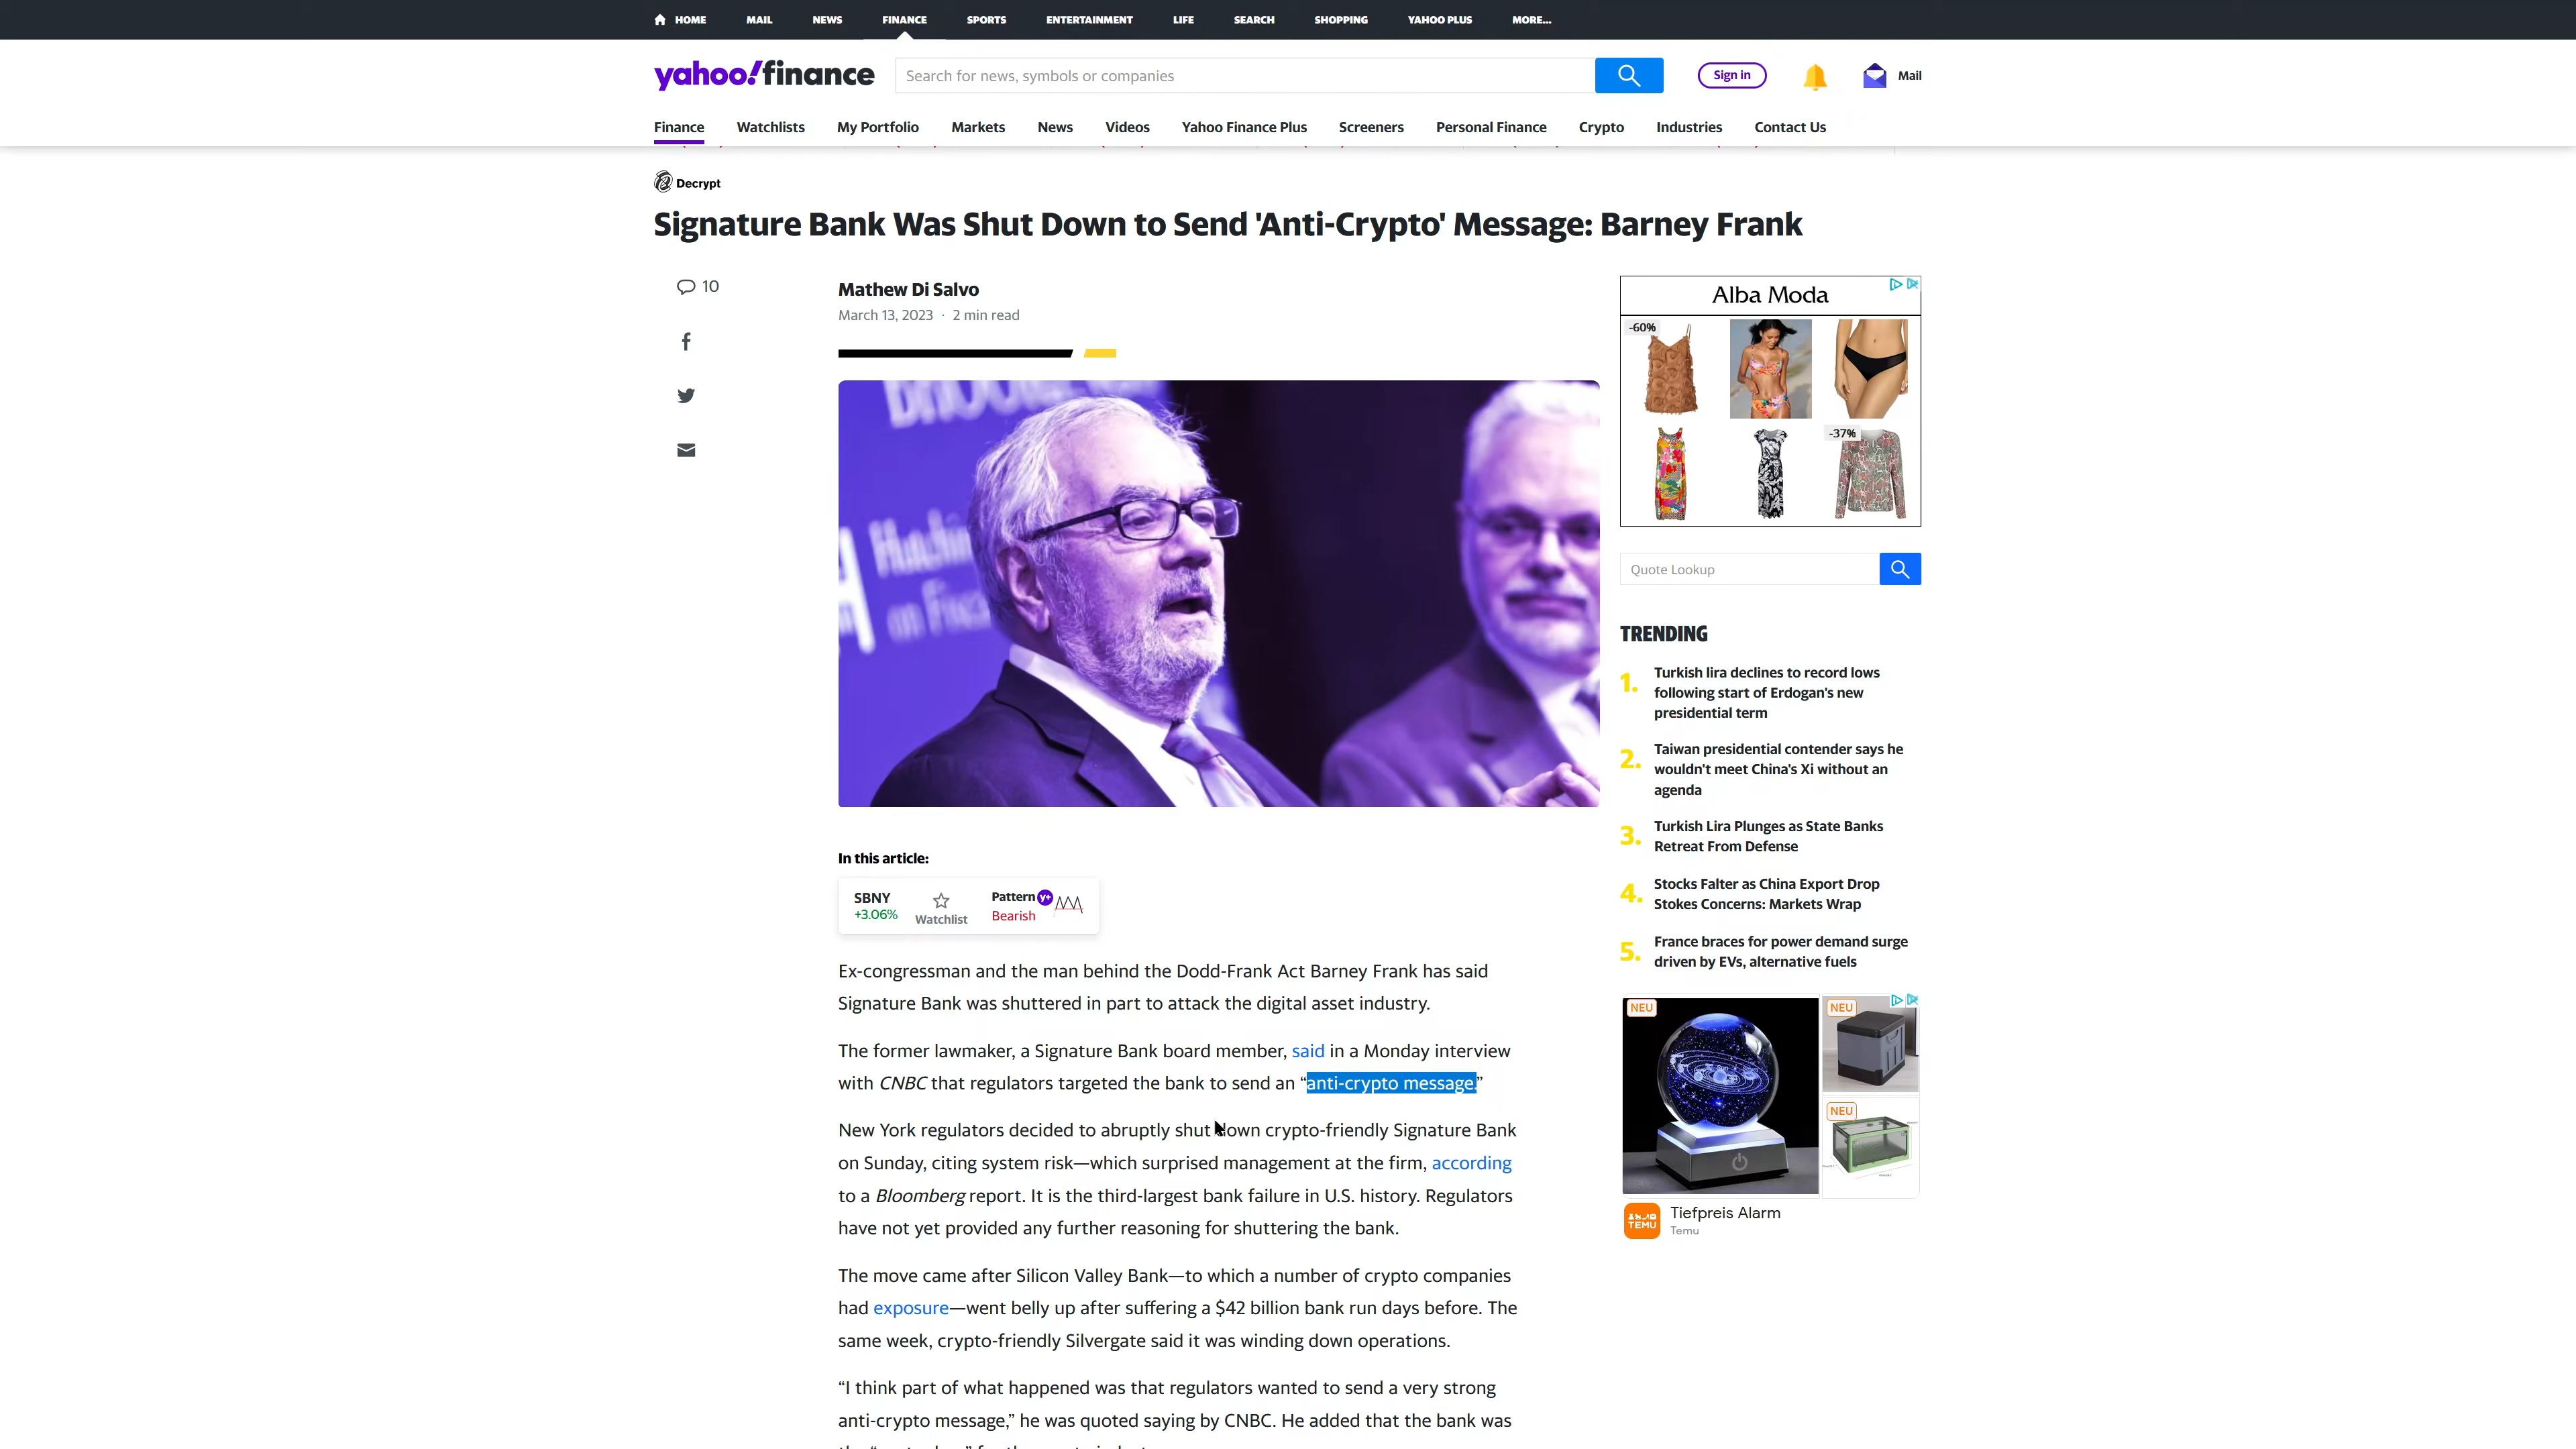 HOME MAIL NEWS FINANCE SPORTS ENTERTAINMENT LIFE SEARCH SHOPPING YAHOO PLUS MORE...
yahoo!finance
Search for news, symbols or companies
Sign in
Mail
Finance Watchlists My Portfolio Markets News Videos Yahoo Finance Plus Screeners Personal Finance Crypto Industries Contact Us
Decrypt
Signature Bank Was Shut Down to Send 'Anti-Crypto' Message: Barney Frank
10
Mathew Di Salvo
March 13, 2023 · 2 min read
In this article:
SBNY
+3.06%
Watchlist
Pattern y+
Bearish
Ex-congressman and the man behind the Dodd-Frank Act Barney Frank has said
Signature Bank was shuttered in part to attack the digital asset industry.
The former lawmaker, a Signature Bank board member, said in a Monday interview
with CNBC that regulators targeted the bank to send an “anti-crypto message.”
New York regulators decided to abruptly shut down crypto-friendly Signature Bank
on Sunday, citing system risk—which surprised management at the firm, according
to a Bloomberg report. It is the third-largest bank failure in U.S. history. Regulators
have not yet provided any further reasoning for shuttering the bank.
The move came after Silicon Valley Bank—to which a number of crypto companies
had exposure—went belly up after suffering a $42 billion bank run days before. The
same week, crypto-friendly Silvergate said it was winding down operations.
“I think part of what happened was that regulators wanted to send a very strong
anti-crypto message,” he was quoted saying by CNBC. He added that the bank was
Alba Moda
-60%
-37%
Quote Lookup
TRENDING
1. Turkish lira declines to record lows
following start of Erdogan's new
presidential term
2. Taiwan presidential contender says he
wouldn't meet China's Xi without an
agenda
3. Turkish Lira Plunges as State Banks
Retreat From Defense
4. Stocks Falter as China Export Drop
Stokes Concerns: Markets Wrap
5. France braces for power demand surge
driven by EVs, alternative fuels
NEU
NEU
NEU
TEMU
Tiefpreis Alarm
Temu